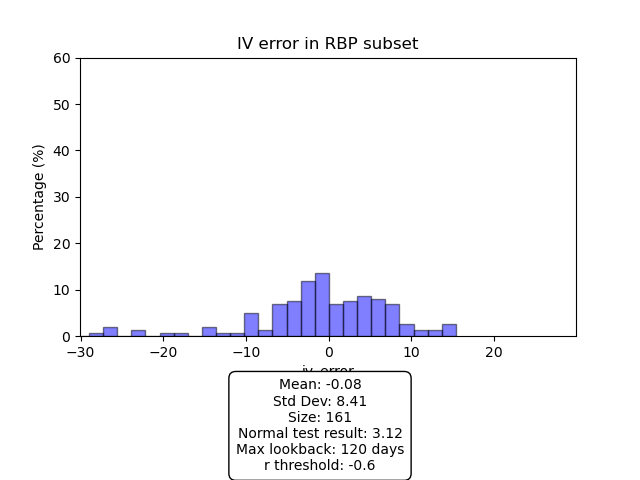 IV error in RBP subset
60
50
40
30
20
10
0
Percentage (%)
−30
−20
−10
0
10
20
iv_error
Mean: -0.08
Std Dev: 8.41
Size: 161
Normal test result: 3.12
Max lookback: 120 days
r threshold: -0.6